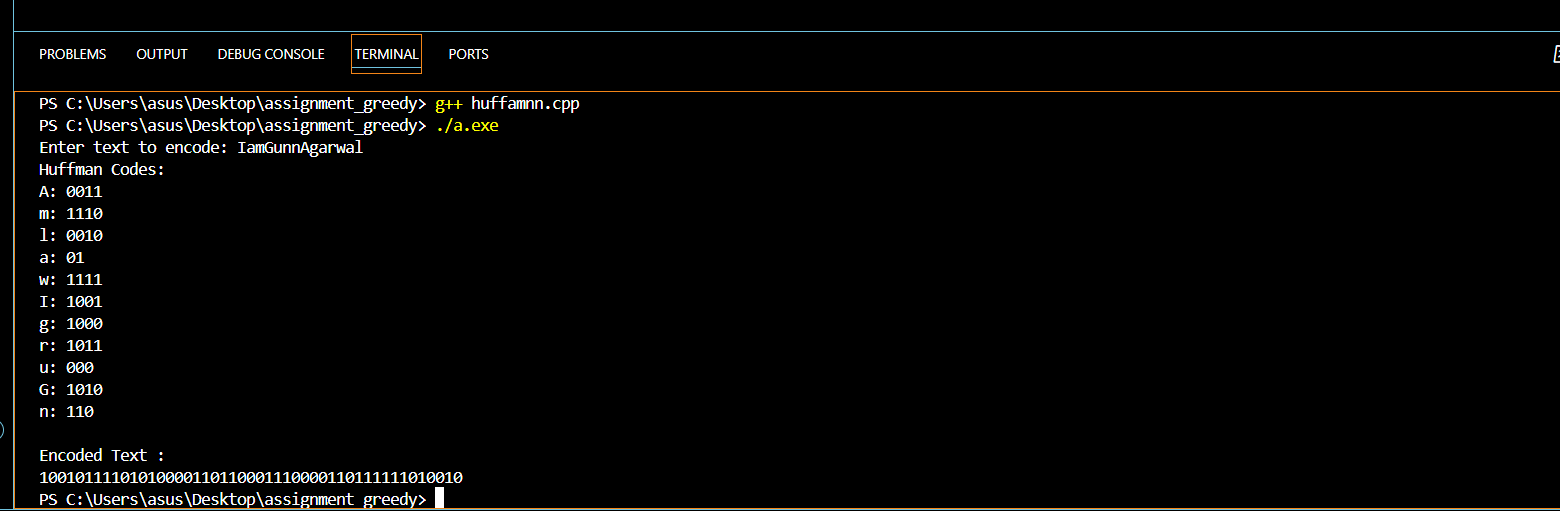 PROBLEMS OUTPUT DEBUG CONSOLE TERMINAL PORTS
PS C:\Users\asus\Desktop\assignment_greedy> g++ huffamnn.cpp
PS C:\Users\asus\Desktop\assignment_greedy> ./a.exe
Enter text to encode: IamGunnAgarwal
Huffman Codes:
A: 0011
m: 1110
l: 0010
a: 01
w: 1111
I: 1001
g: 1000
r: 1011
u: 000
G: 1010
n: 110
Encoded Text :
10010111101010000110110001110000110111111010010
PS C:\Users\asus\Desktop\assignment_greedy>